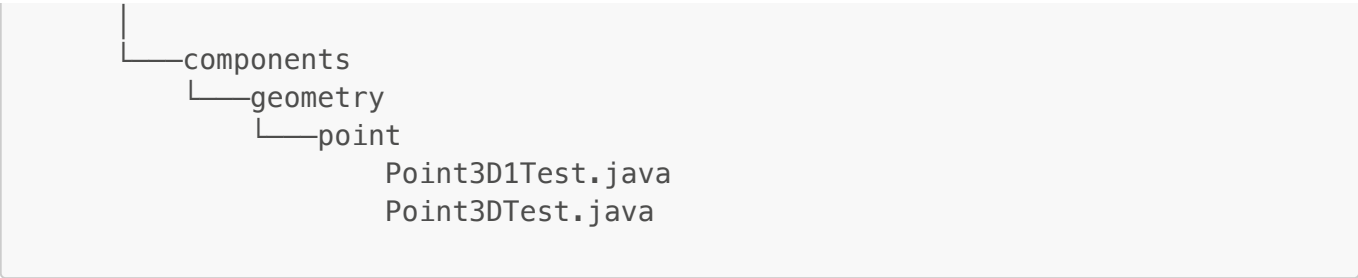 │
└───components
    └───geometry
        └───point
                Point3D1Test.java
                Point3DTest.java